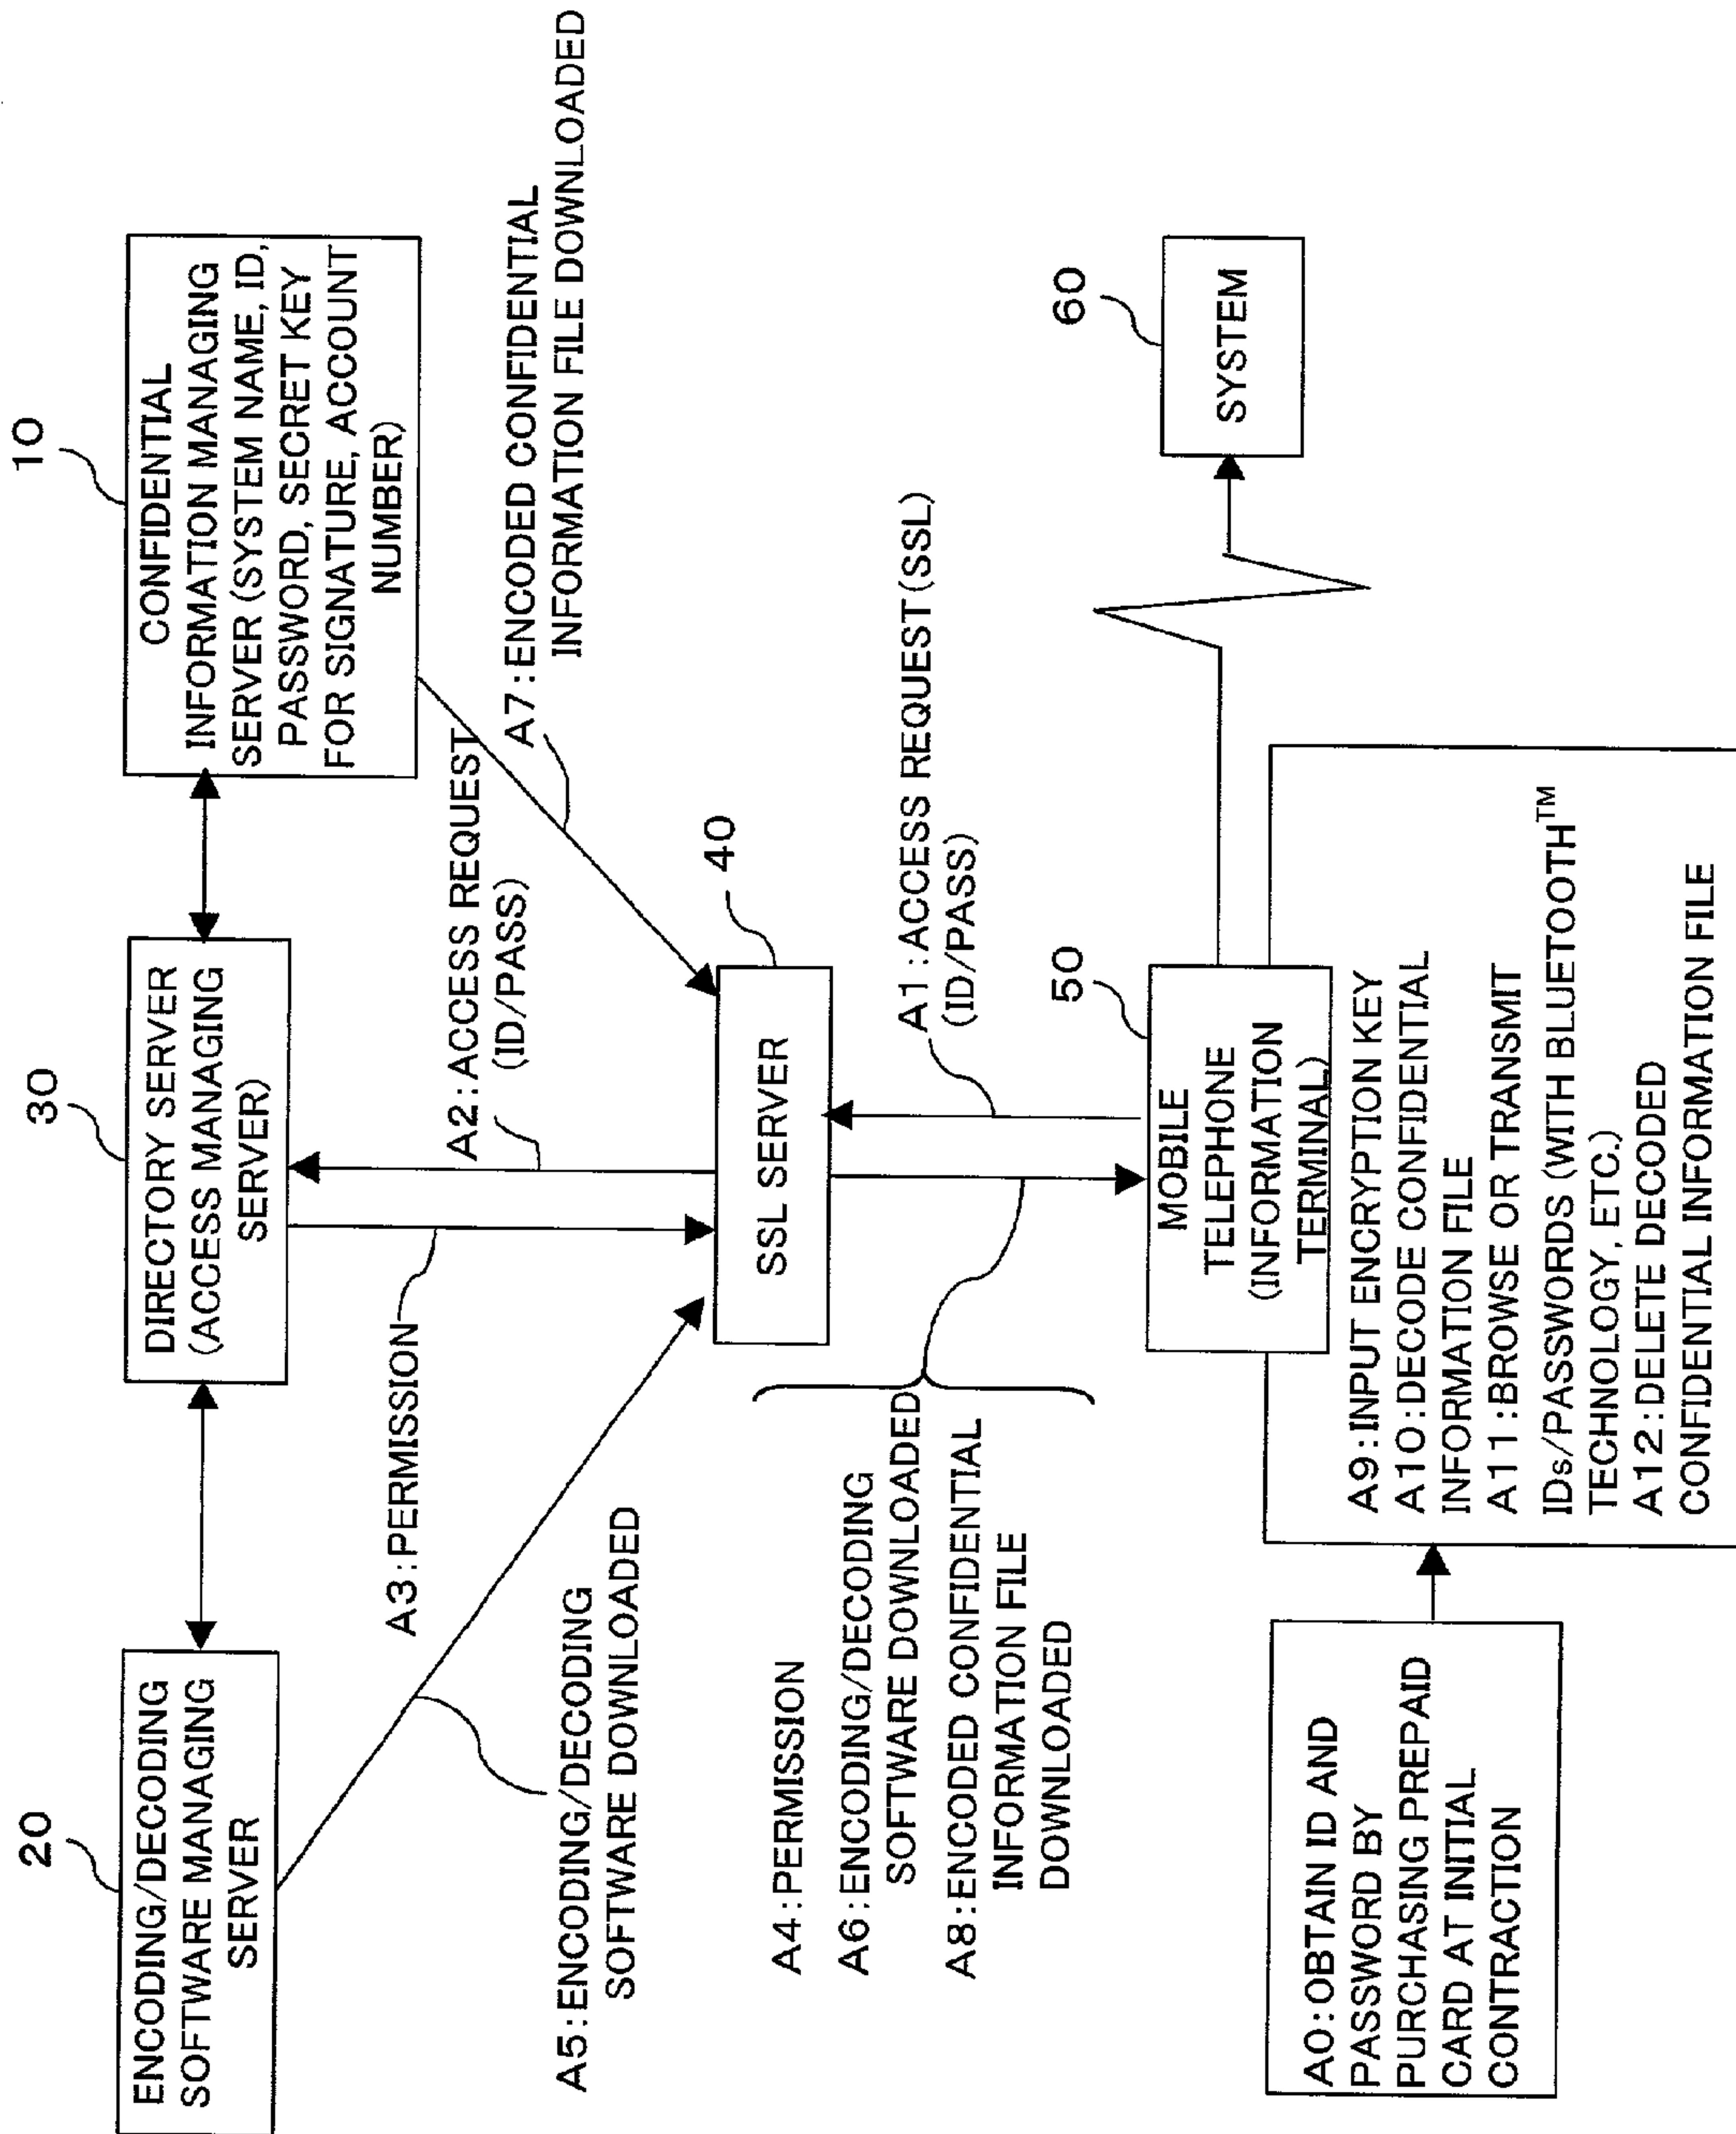 20
ENCODING/DECODING
SOFTWARE MANAGING
SERVER
30
DIRECTORY SERVER
(ACCESS MANAGING
SERVER)
10
CONFIDENTIAL
INFORMATION MANAGING
SERVER (SYSTEM NAME, ID,
PASSWORD, SECRET KEY
FOR SIGNATURE, ACCOUNT
NUMBER)
A3:PERMISSION
A2:ACCESS REQUEST
(ID/PASS)
A7:ENCODED CONFIDENTIAL
INFORMATION FILE DOWNLOADED
A5:ENCODING/DECODING
SOFTWARE DOWNLOADED
40
SSL SERVER
A4:PERMISSION
A6:ENCODING/DECODING
SOFTWARE DOWNLOADED
A8:ENCODED CONFIDENTIAL
INFORMATION FILE
DOWNLOADED
A1:ACCESS REQUEST(SSL)
(ID/PASS)
50
MOBILE
TELEPHONE
(INFORMATION
TERMINAL)
60
SYSTEM
A0:OBTAIN ID AND
PASSWORD BY
PURCHASING PREPAID
CARD AT INITIAL
CONTRACTION
A9:INPUT ENCRYPTION KEY
A10:DECODE CONFIDENTIAL
INFORMATION FILE
A11:BROWSE OR TRANSMIT
IDs/PASSWORDS (WITH BLUETOOTH™
TECHNOLOGY, ETC.)
A12:DELETE DECODED
CONFIDENTIAL INFORMATION FILE